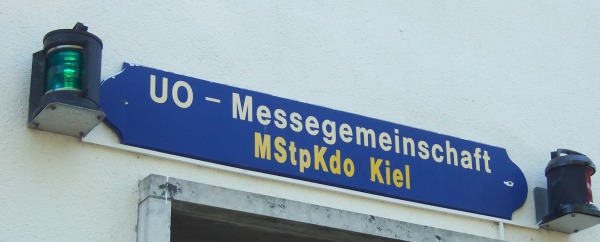 UO - Messegemeinschaft
MStpKdo Kiel